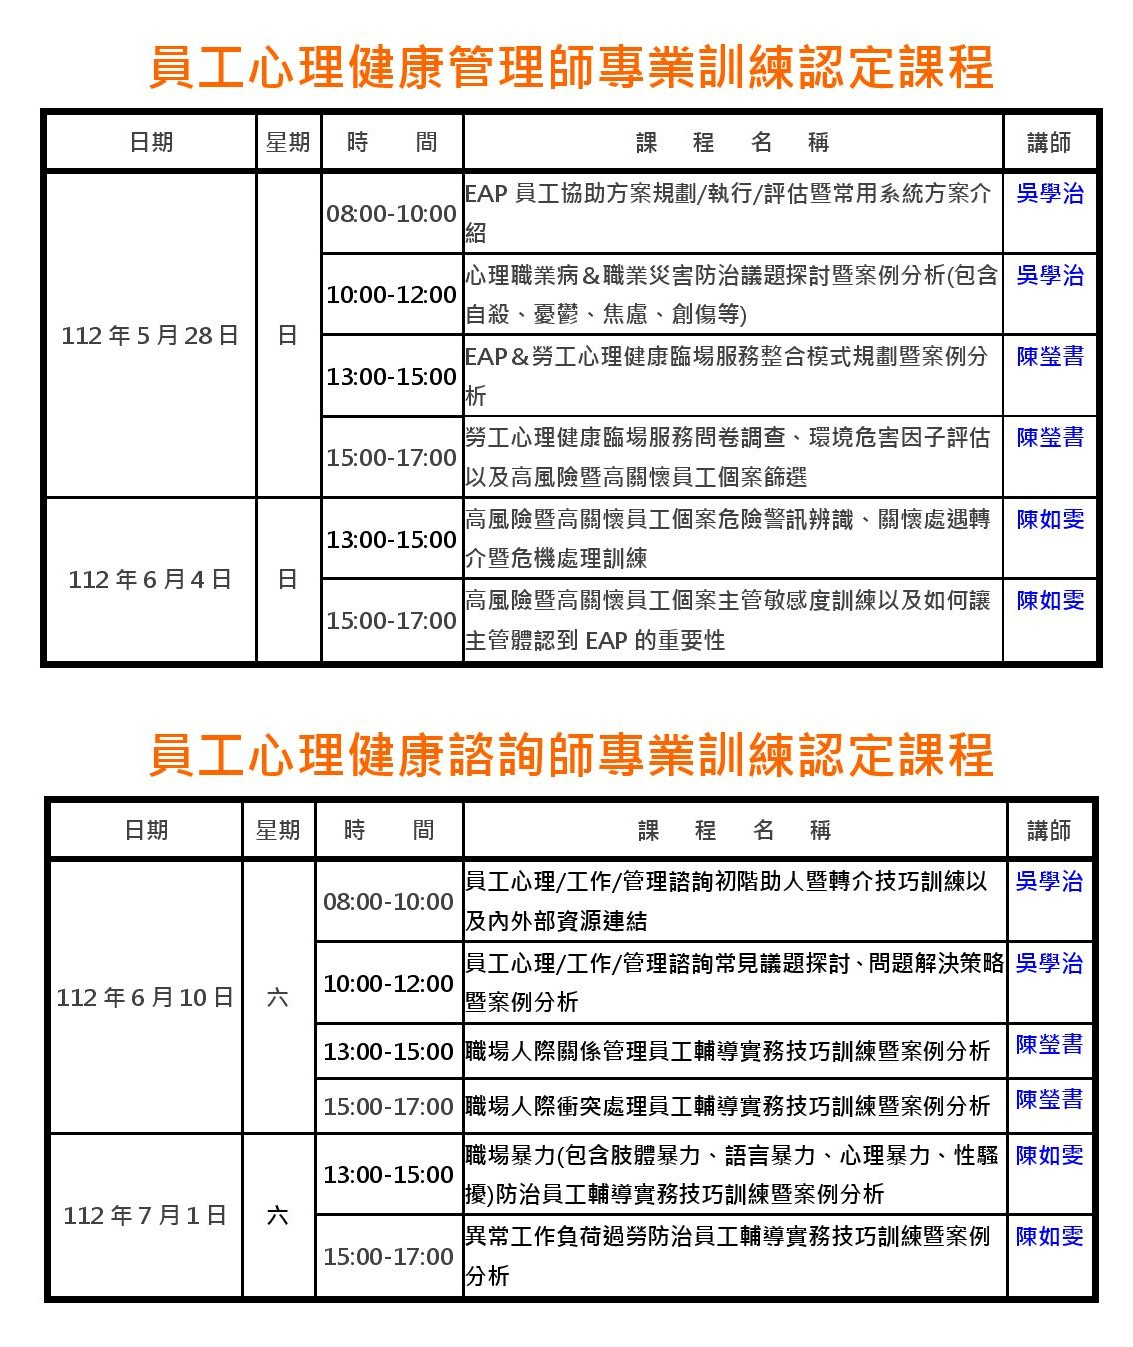 員工心理健康管理師專業訓練認定課程
日期 星期 時 間 課 程 名 稱 講師
112 年 5 月 28 日 日
08:00-10:00 EAP 員工協助方案規劃/執行/評估暨常用系統方案介 吳學治
紹
10:00-12:00 心理職業病＆職業災害防治議題探討暨案例分析(包含 吳學治
自殺、憂鬱、焦慮、創傷等)
13:00-15:00 EAP＆勞工心理健康臨場服務整合模式規劃暨案例分 陳瑩書
析
15:00-17:00 勞工心理健康臨場服務問卷調查、環境危害因子評估 陳瑩書
以及高風險暨高關懷員工個案篩選
112 年 6 月 4 日 日
13:00-15:00 高風險暨高關懷員工個案危險警訊辨識、關懷處遇轉 陳如雯
介暨危機處理訓練
15:00-17:00 高風險暨高關懷員工個案主管敏感度訓練以及如何讓 陳如雯
主管體認到 EAP 的重要性
員工心理健康諮詢師專業訓練認定課程
日期 星期 時 間 課 程 名 稱 講師
112 年 6 月 10 日 六
08:00-10:00 員工心理/工作/管理諮詢初階助人暨轉介技巧訓練以 吳學治
及內外部資源連結
10:00-12:00 員工心理/工作/管理諮詢常見議題探討、問題解決策略 吳學治
暨案例分析
13:00-15:00 職場人際關係管理員工輔導實務技巧訓練暨案例分析 陳瑩書
15:00-17:00 職場人際衝突處理員工輔導實務技巧訓練暨案例分析 陳瑩書
112 年 7 月 1 日 六
13:00-15:00 職場暴力(包含肢體暴力、語言暴力、心理暴力、性騷 陳如雯
擾)防治員工輔導實務技巧訓練暨案例分析
15:00-17:00 異常工作負荷過勞防治員工輔導實務技巧訓練暨案例 陳如雯
分析